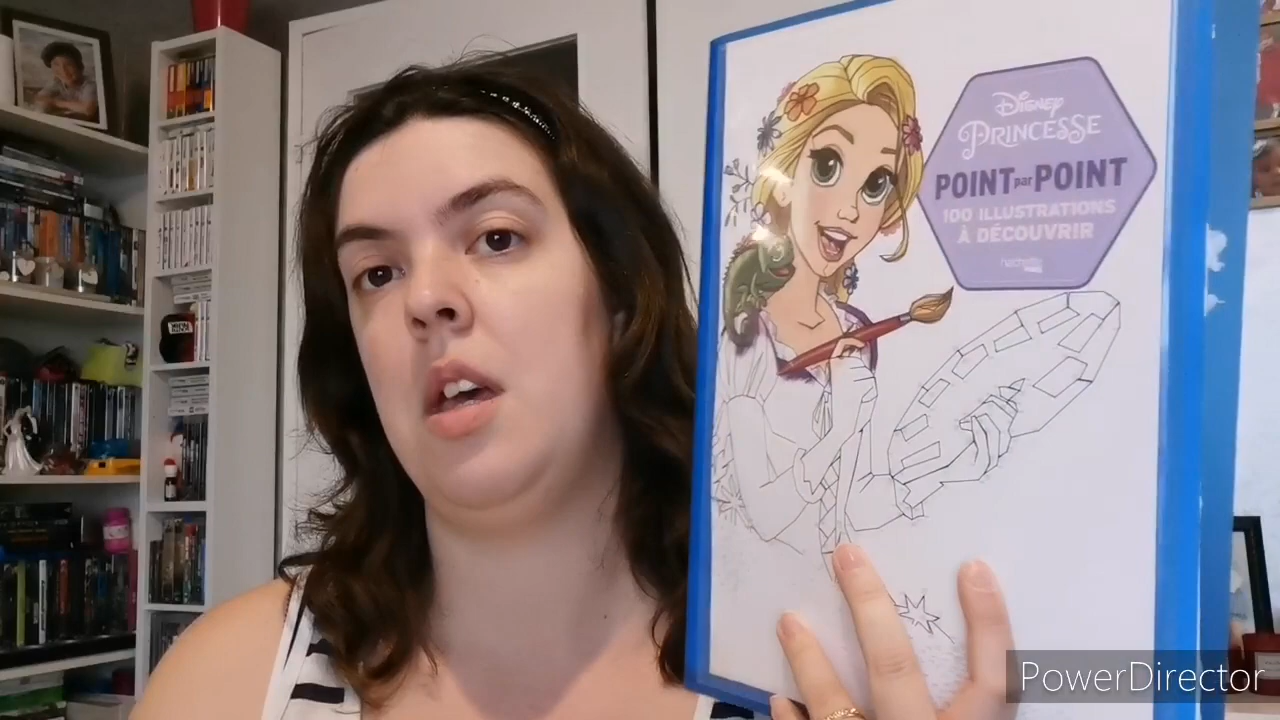 Disney
PRINCESSE
POINT par POINT
100 ILLUSTRATIONS
À DÉCOUVRIR
hachette
PowerDirector